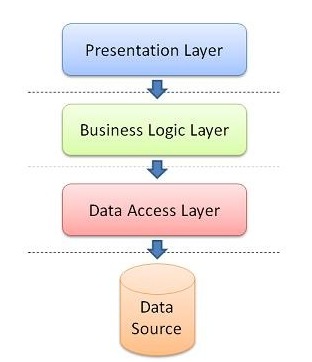 Presentation Layer
Business Logic Layer
Data Access Layer
Data
Source